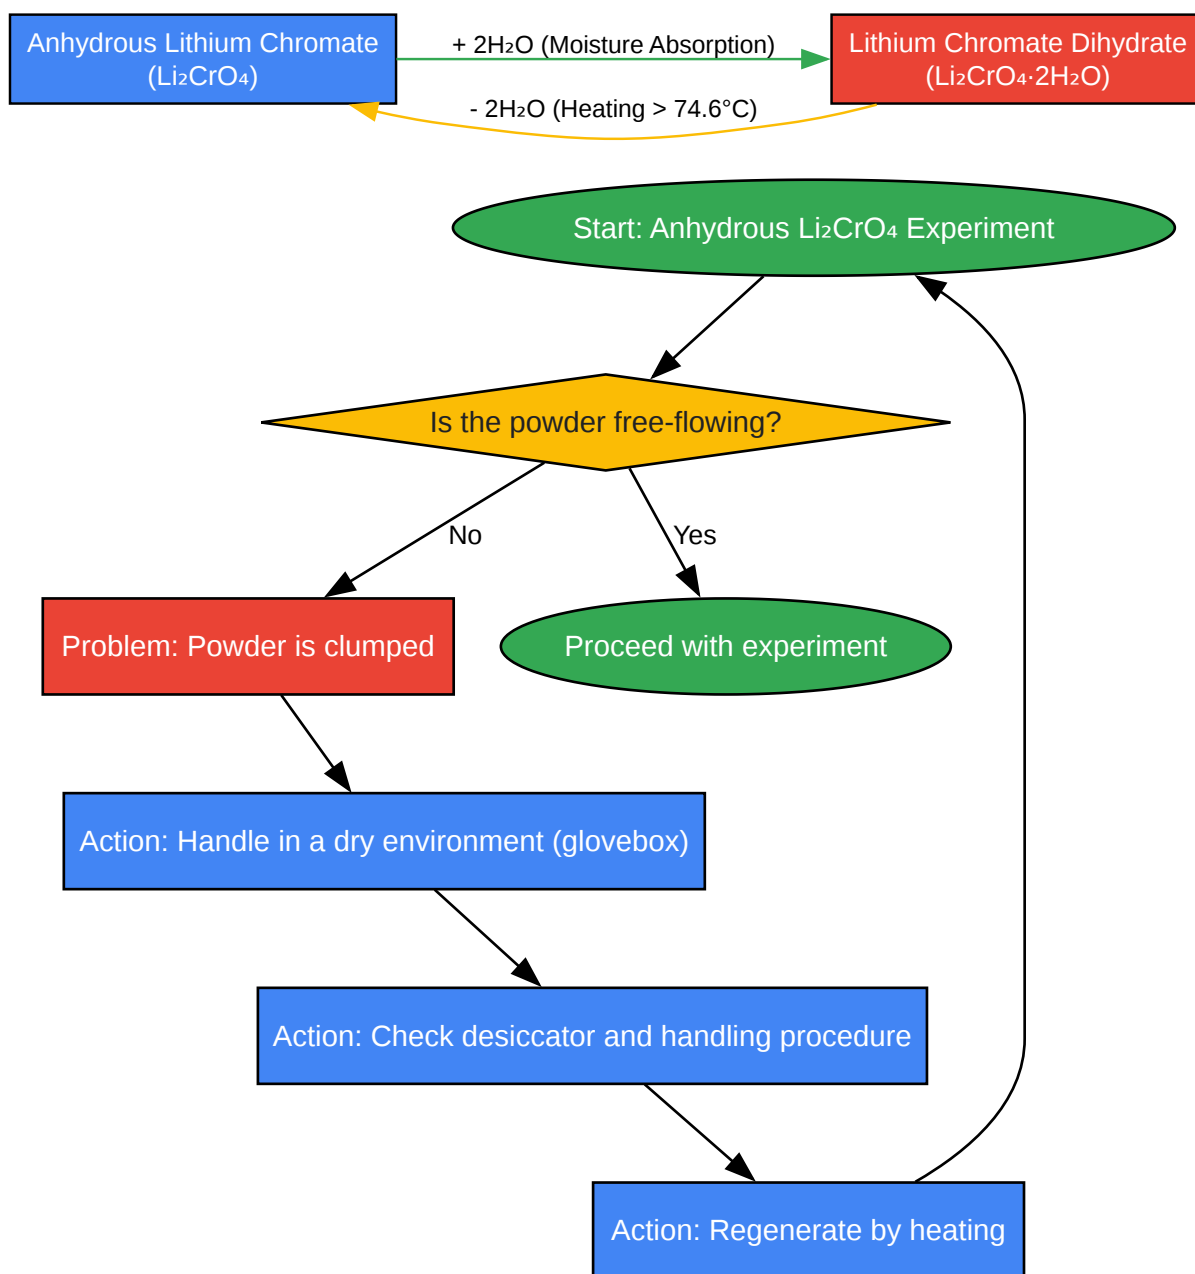 Anhydrous Lithium Chromate
(Li₂CrO₄)
+ 2H₂O (Moisture Absorption)
Lithium Chromate Dihydrate
(Li₂CrO₄·2H₂O)
- 2H₂O (Heating > 74.6°C)
Start: Anhydrous Li₂CrO₄ Experiment
Is the powder free-flowing?
No
Yes
Problem: Powder is clumped
Proceed with experiment
Action: Handle in a dry environment (glovebox)
Action: Check desiccator and handling procedure
Action: Regenerate by heating